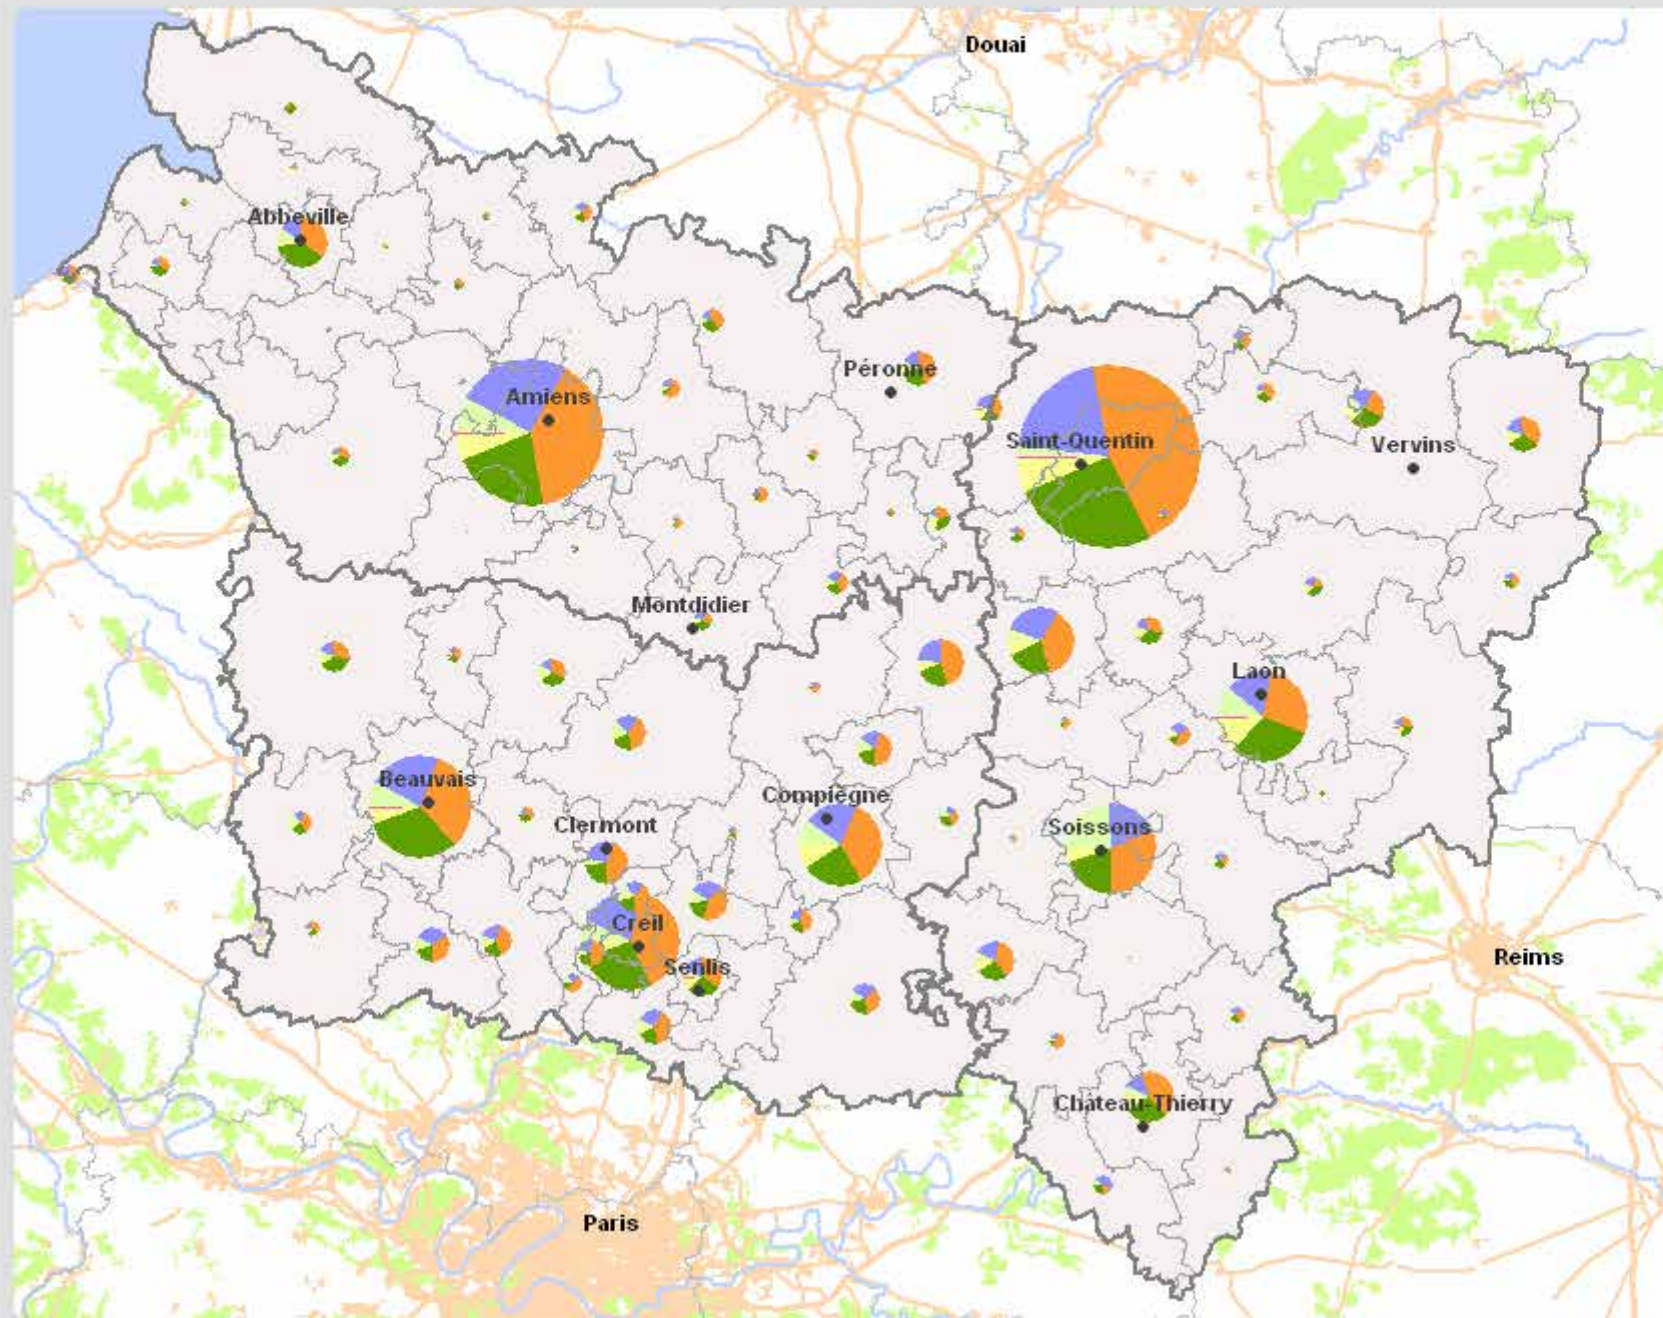 Douai
Abbeville
Péronne
Amiens
Saint-Quentin
Vervins
Montdidier
Laon
Beauvais
Compiègne
Clermont
Soissons
Creil
Senlis
Reims
Château-Thierry
Paris